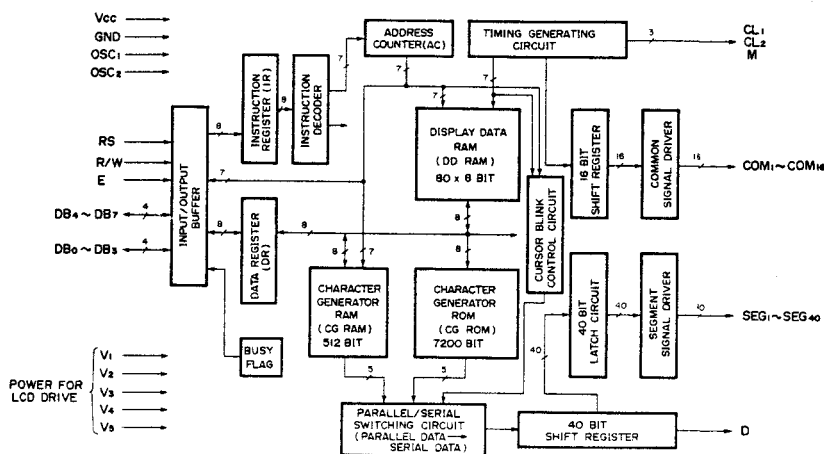 Vcc
GND
OSC1
OSC2
RS
R/W
E
DB4~DB7
DB0~DB3
4
4
POWER FOR
LCD DRIVE
V1
V2
V3
V4
V5
INPUT/OUTPUT
BUFFER
8
INSTRUCTION
REGISTER (IR)
8
INSTRUCTION
DECODER
7
ADDRESS
COUNTER(AC)
7
TIMING GENERATING
CIRCUIT
3
CL1
CL2
M
7
7
7
DISPLAY DATA
RAM
(DD RAM)
80 x 8 BIT
8
8
DATA REGISTER
(DR)
8
8
7
8
CURSOR BLINK
CONTROL CIRCUIT
16 BIT
SHIFT REGISTER
16
COMMON
SIGNAL DRIVER
16
COM1~COM16
CHARACTER
GENERATOR
RAM
(CG RAM)
512 BIT
CHARACTER
GENERATOR
ROM
(CG ROM)
7200 BIT
BUSY
FLAG
5
5
40
40 BIT
LATCH CIRCUIT
40
SEGMENT
SIGNAL DRIVER
40
SEG1~SEG40
PARALLEL/SERIAL
SWITCHING CIRCUIT
(PARALLEL DATA→
SERIAL DATA)
40 BIT
SHIFT REGISTER
D